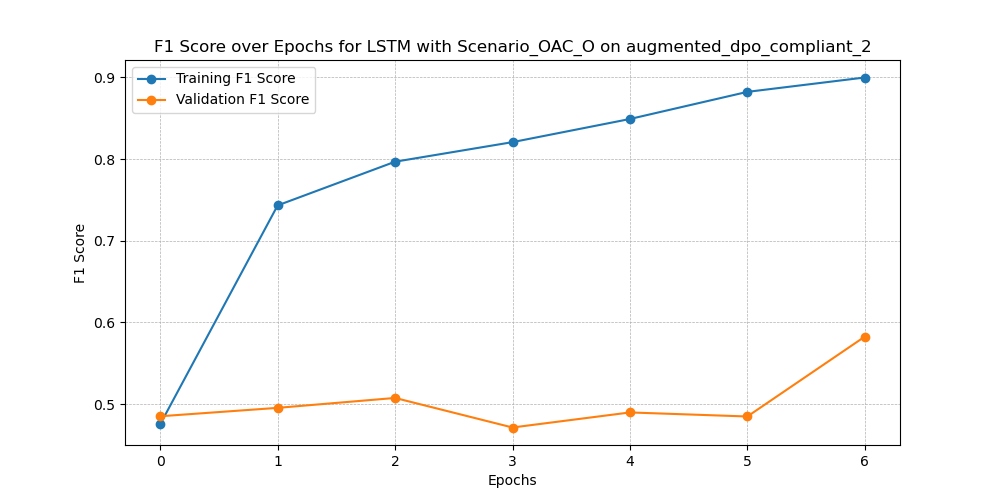 F1 Score over Epochs for LSTM with Scenario_OAC_O on augmented_dpo_compliant_2
Training F1 Score
Validation F1 Score
F1 Score
0.9
0.8
0.7
0.6
0.5
0 1 2 3 4 5 6
Epochs